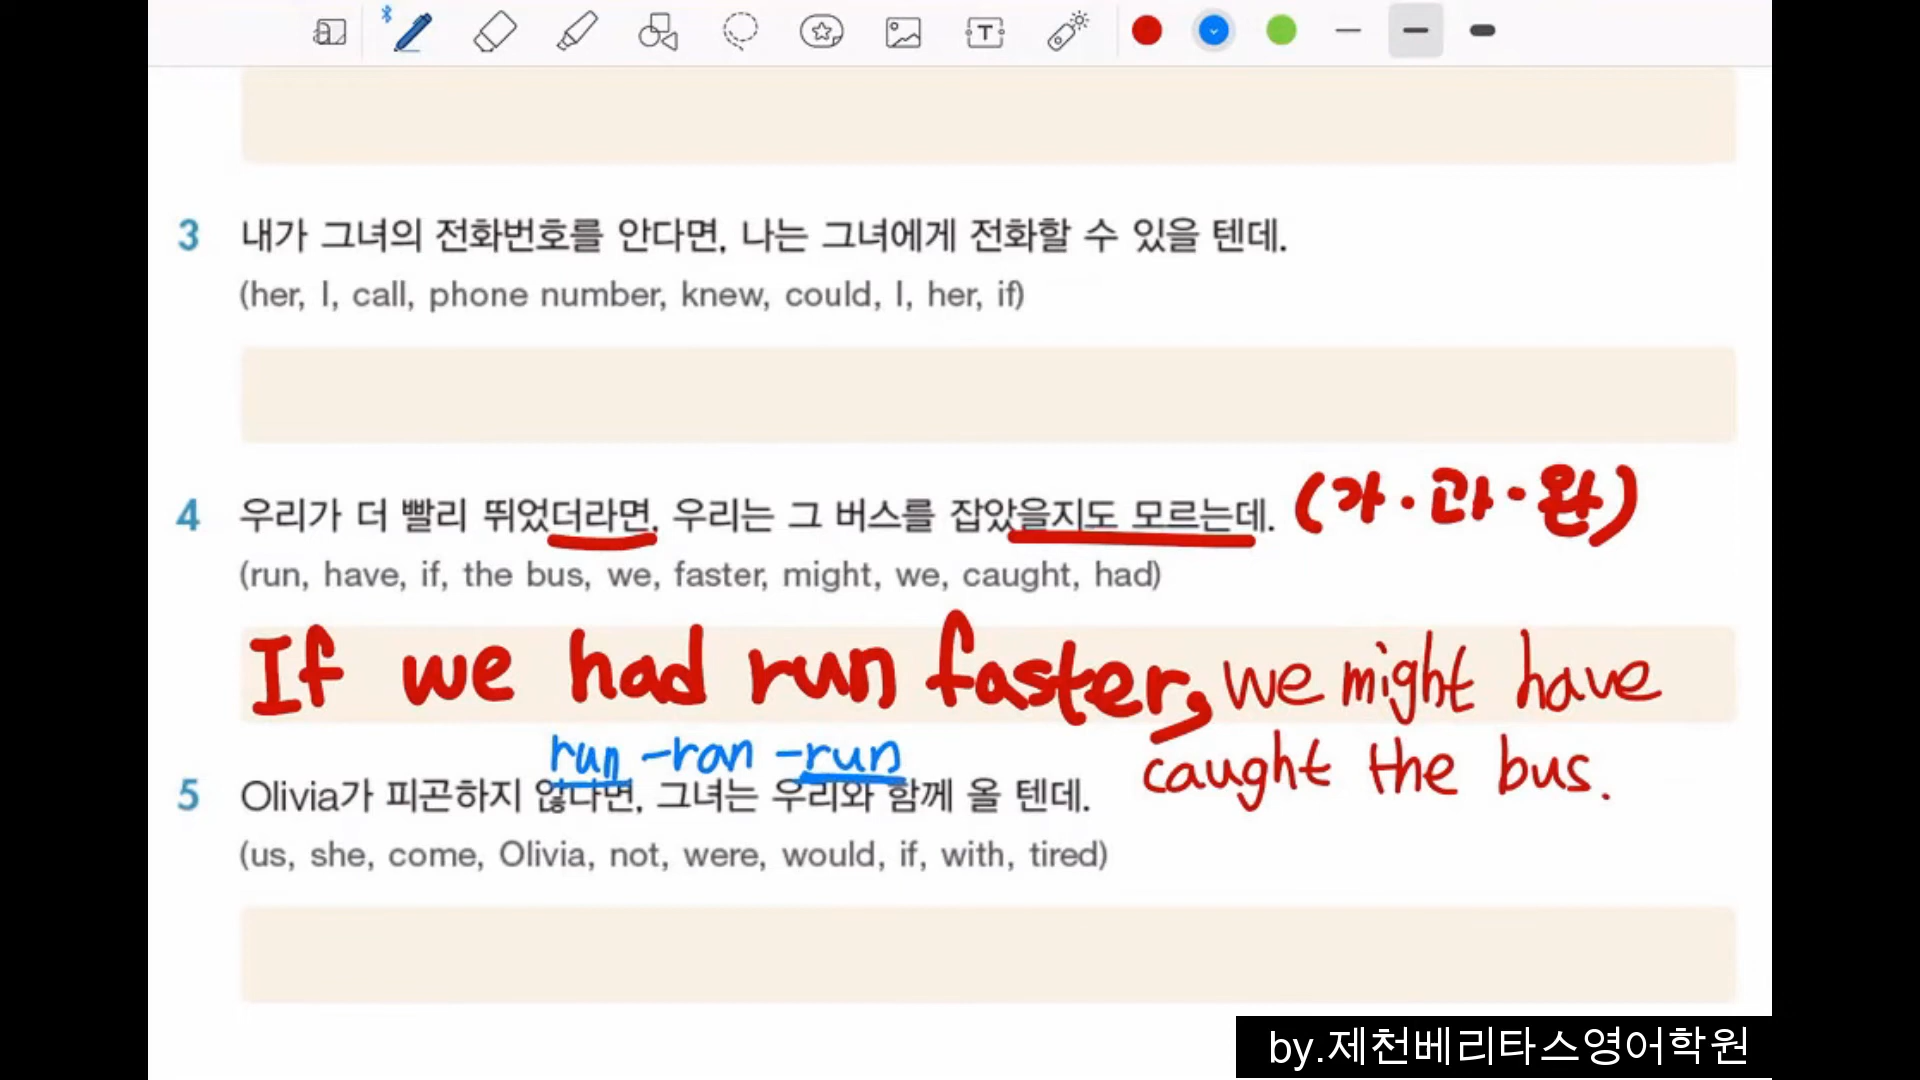 3 내가 그녀의 전화번호를 안다면, 나는 그녀에게 전화할 수 있을 텐데.
(her, I, call, phone number, knew, could, I, her, if)
4 우리가 더 빨리 뛰었더라면, 우리는 그 버스를 잡았을지도 모르는데. (가·과·완)
(run, have, if, the bus, we, faster, might, we, caught, had)
If we had run faster, we might have
caught the bus.
run - ran - run
5 Olivia가 피곤하지 않다면, 그녀는 우리와 함께 올 텐데.
(us, she, come, Olivia, not, were, would, if, with, tired)
by.제천베리타스영어학원